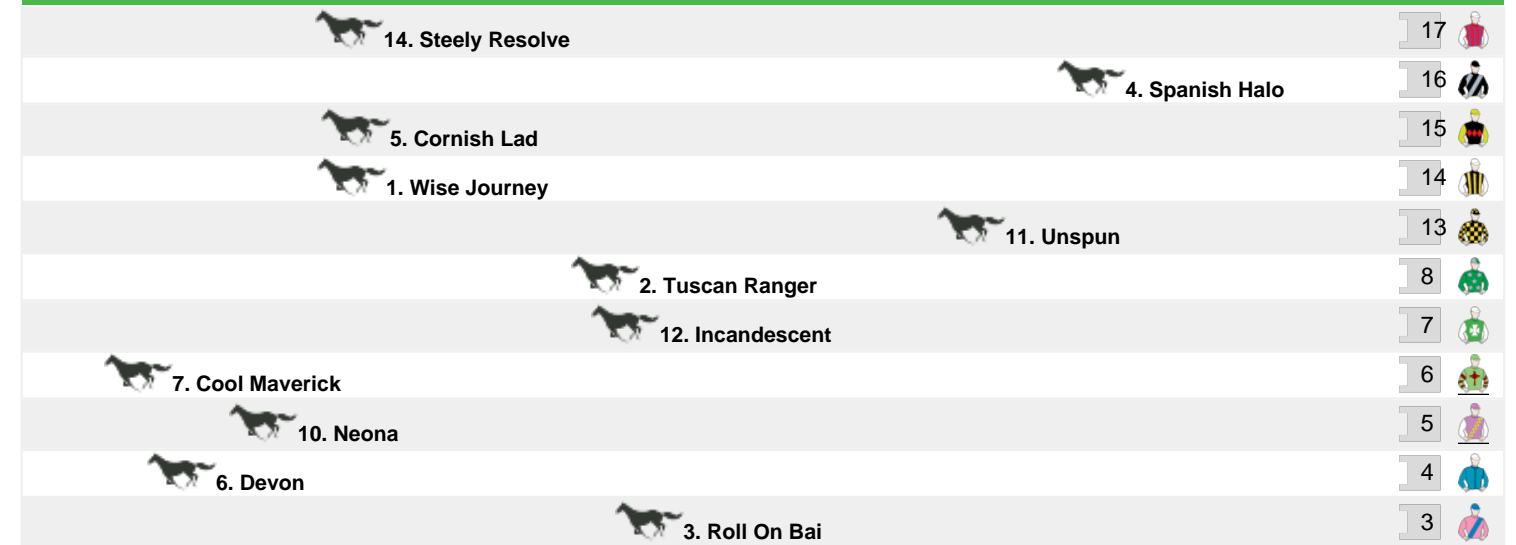 14. Steely Resolve 17
4. Spanish Halo 16
5. Cornish Lad 15
1. Wise Journey 14
11. Unspun 13
2. Tuscan Ranger 8
12. Incandescent 7
7. Cool Maverick 6
10. Neona 5
6. Devon 4
3. Roll On Bai 3